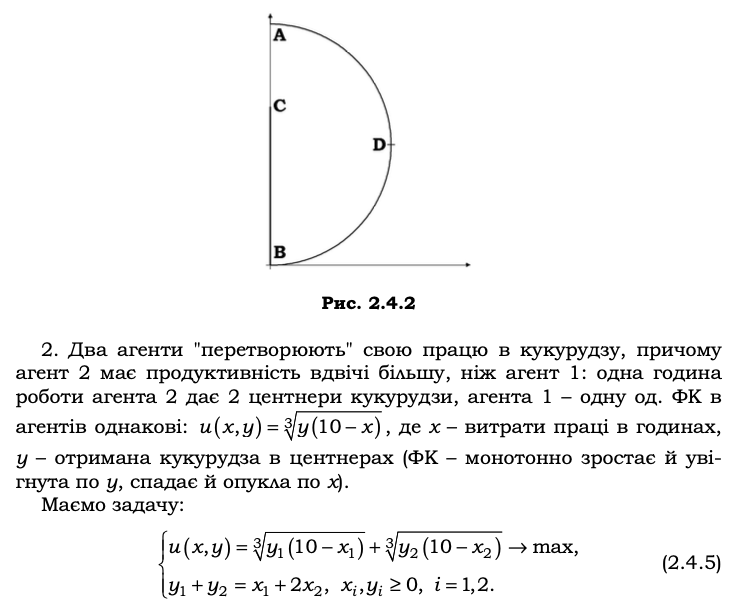 A
C
D
B
Рис. 2.4.2
2. Два агенти "перетворюють" свою працю в кукурудзу, причому
агент 2 має продуктивність вдвічі більшу, ніж агент 1: одна година
роботи агента 2 дає 2 центнери кукурудзи, агента 1 – одну од. ФК в
агентів однакові: u(x,y) = ∛(y(10 − x)), де x – витрати праці в годинах,
y – отримана кукурудза в центнерах (ФК – монотонно зростає й уві-
гнута по y, спадає й опукла по x).
Маємо задачу:
u(x,y) = ∛(y₁(10 − x₁)) + ∛(y₂(10 − x₂)) → max,
y₁ + y₂ = x₁ + 2x₂, xᵢ, yᵢ ≥ 0, i = 1,2.
(2.4.5)